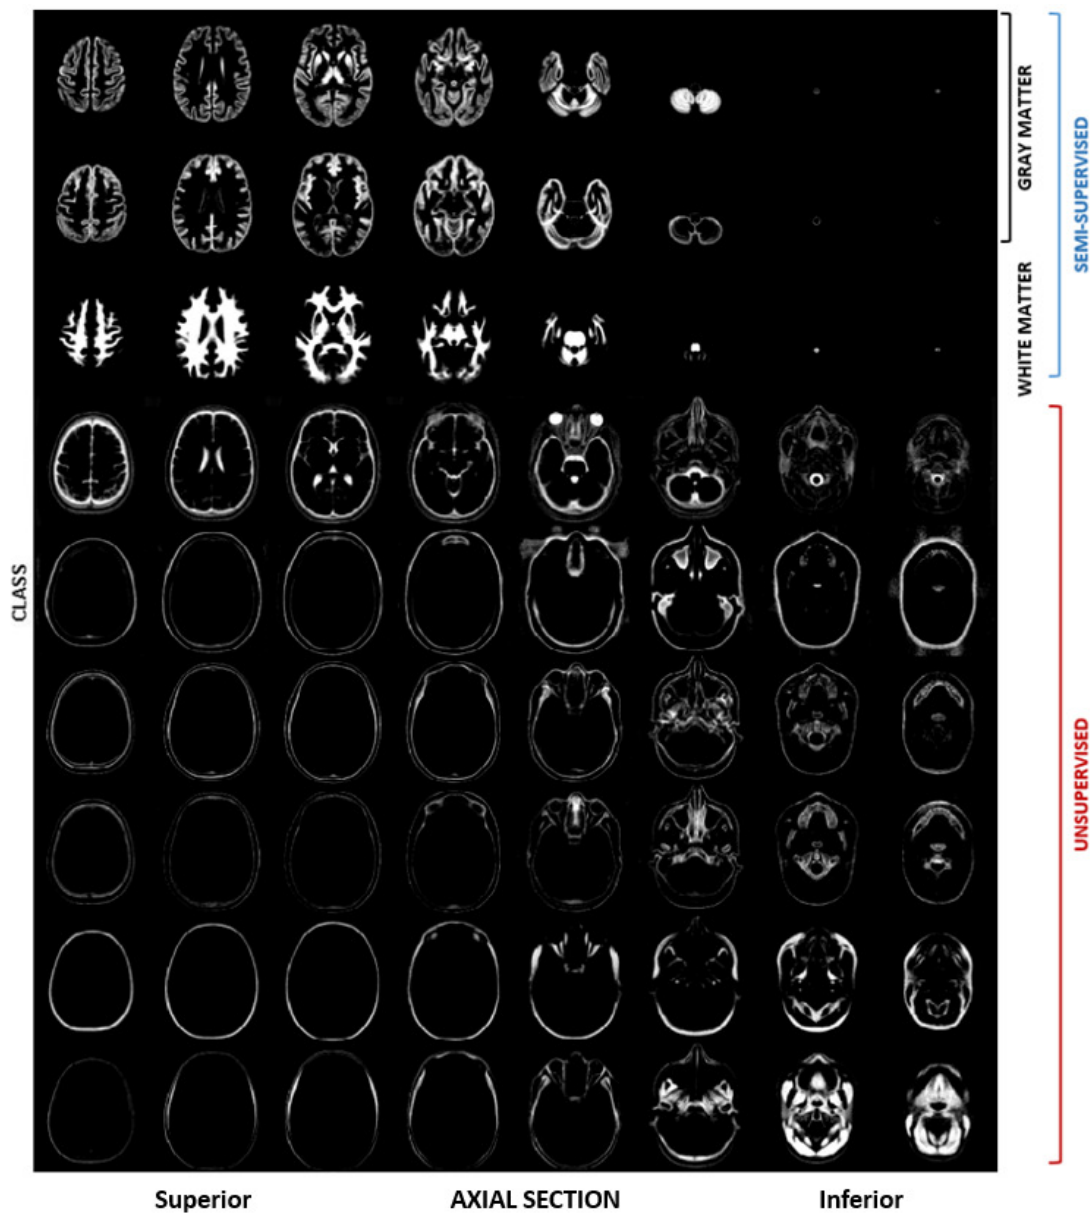 GRAY MATTER
SEMI-SUPERVISED
WHITE MATTER
CLASS
UNSUPERVISED
Superior
AXIAL SECTION
Inferior